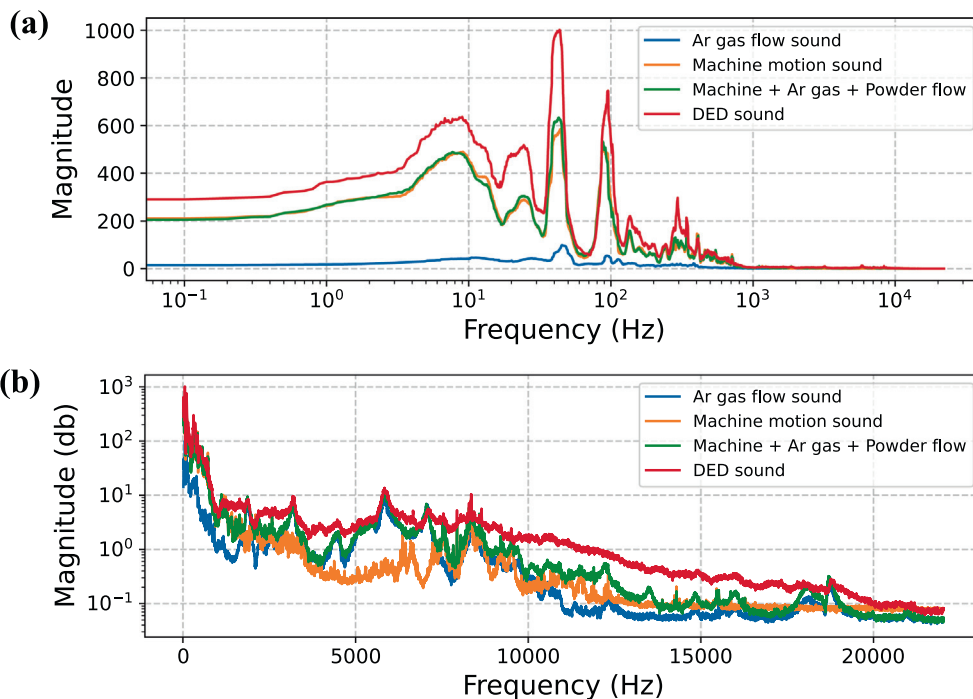 (a)
Magnitude
1000
800
600
400
200
0
Ar gas flow sound
Machine motion sound
Machine + Ar gas + Powder flow
DED sound
10⁻¹ 10⁰ 10¹ 10² 10³ 10⁴
Frequency (Hz)
(b)
Magnitude (db)
10³
10²
10¹
10⁰
10⁻¹
Ar gas flow sound
Machine motion sound
Machine + Ar gas + Powder flow
DED sound
0 5000 10000 15000 20000
Frequency (Hz)